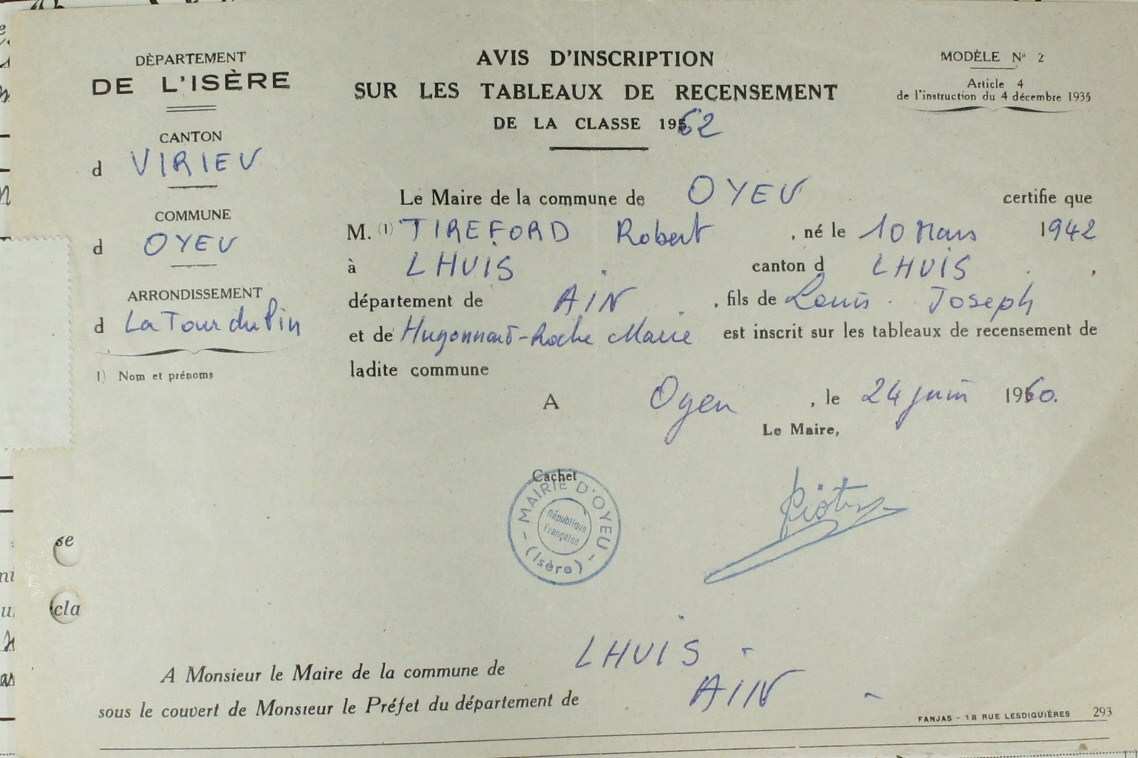 DÉPARTEMENT
DE L'ISÈRE
CANTON
d VIRIEU
COMMUNE
d OYEU
ARRONDISSEMENT
d La Tour du Pin
1) Nom et prénoms
AVIS D'INSCRIPTION
SUR LES TABLEAUX DE RECENSEMENT
DE LA CLASSE 1962
MODÈLE N° 2
Article 4
de l'instruction du 4 décembre 1935
Le Maire de la commune de OYEU certifie que
M. (1) TIREFORD Robert , né le 10 Mars 1942
à LHUIS canton d LHUIS ,
département de AIN , fils de Louis Joseph
et de Hugonnard-Roche Marie est inscrit sur les tableaux de recensement de
ladite commune
A Oyeu , le 24 juin 1960.
Le Maire,
Cachet
MAIRIE D'OYEU
République
Française
(Isère)
se
cla
A Monsieur le Maire de la commune de LHUIS -
sous le couvert de Monsieur le Préfet du département de AIN -
FANJAS - 18 RUE LESDIGUIÈRES 293